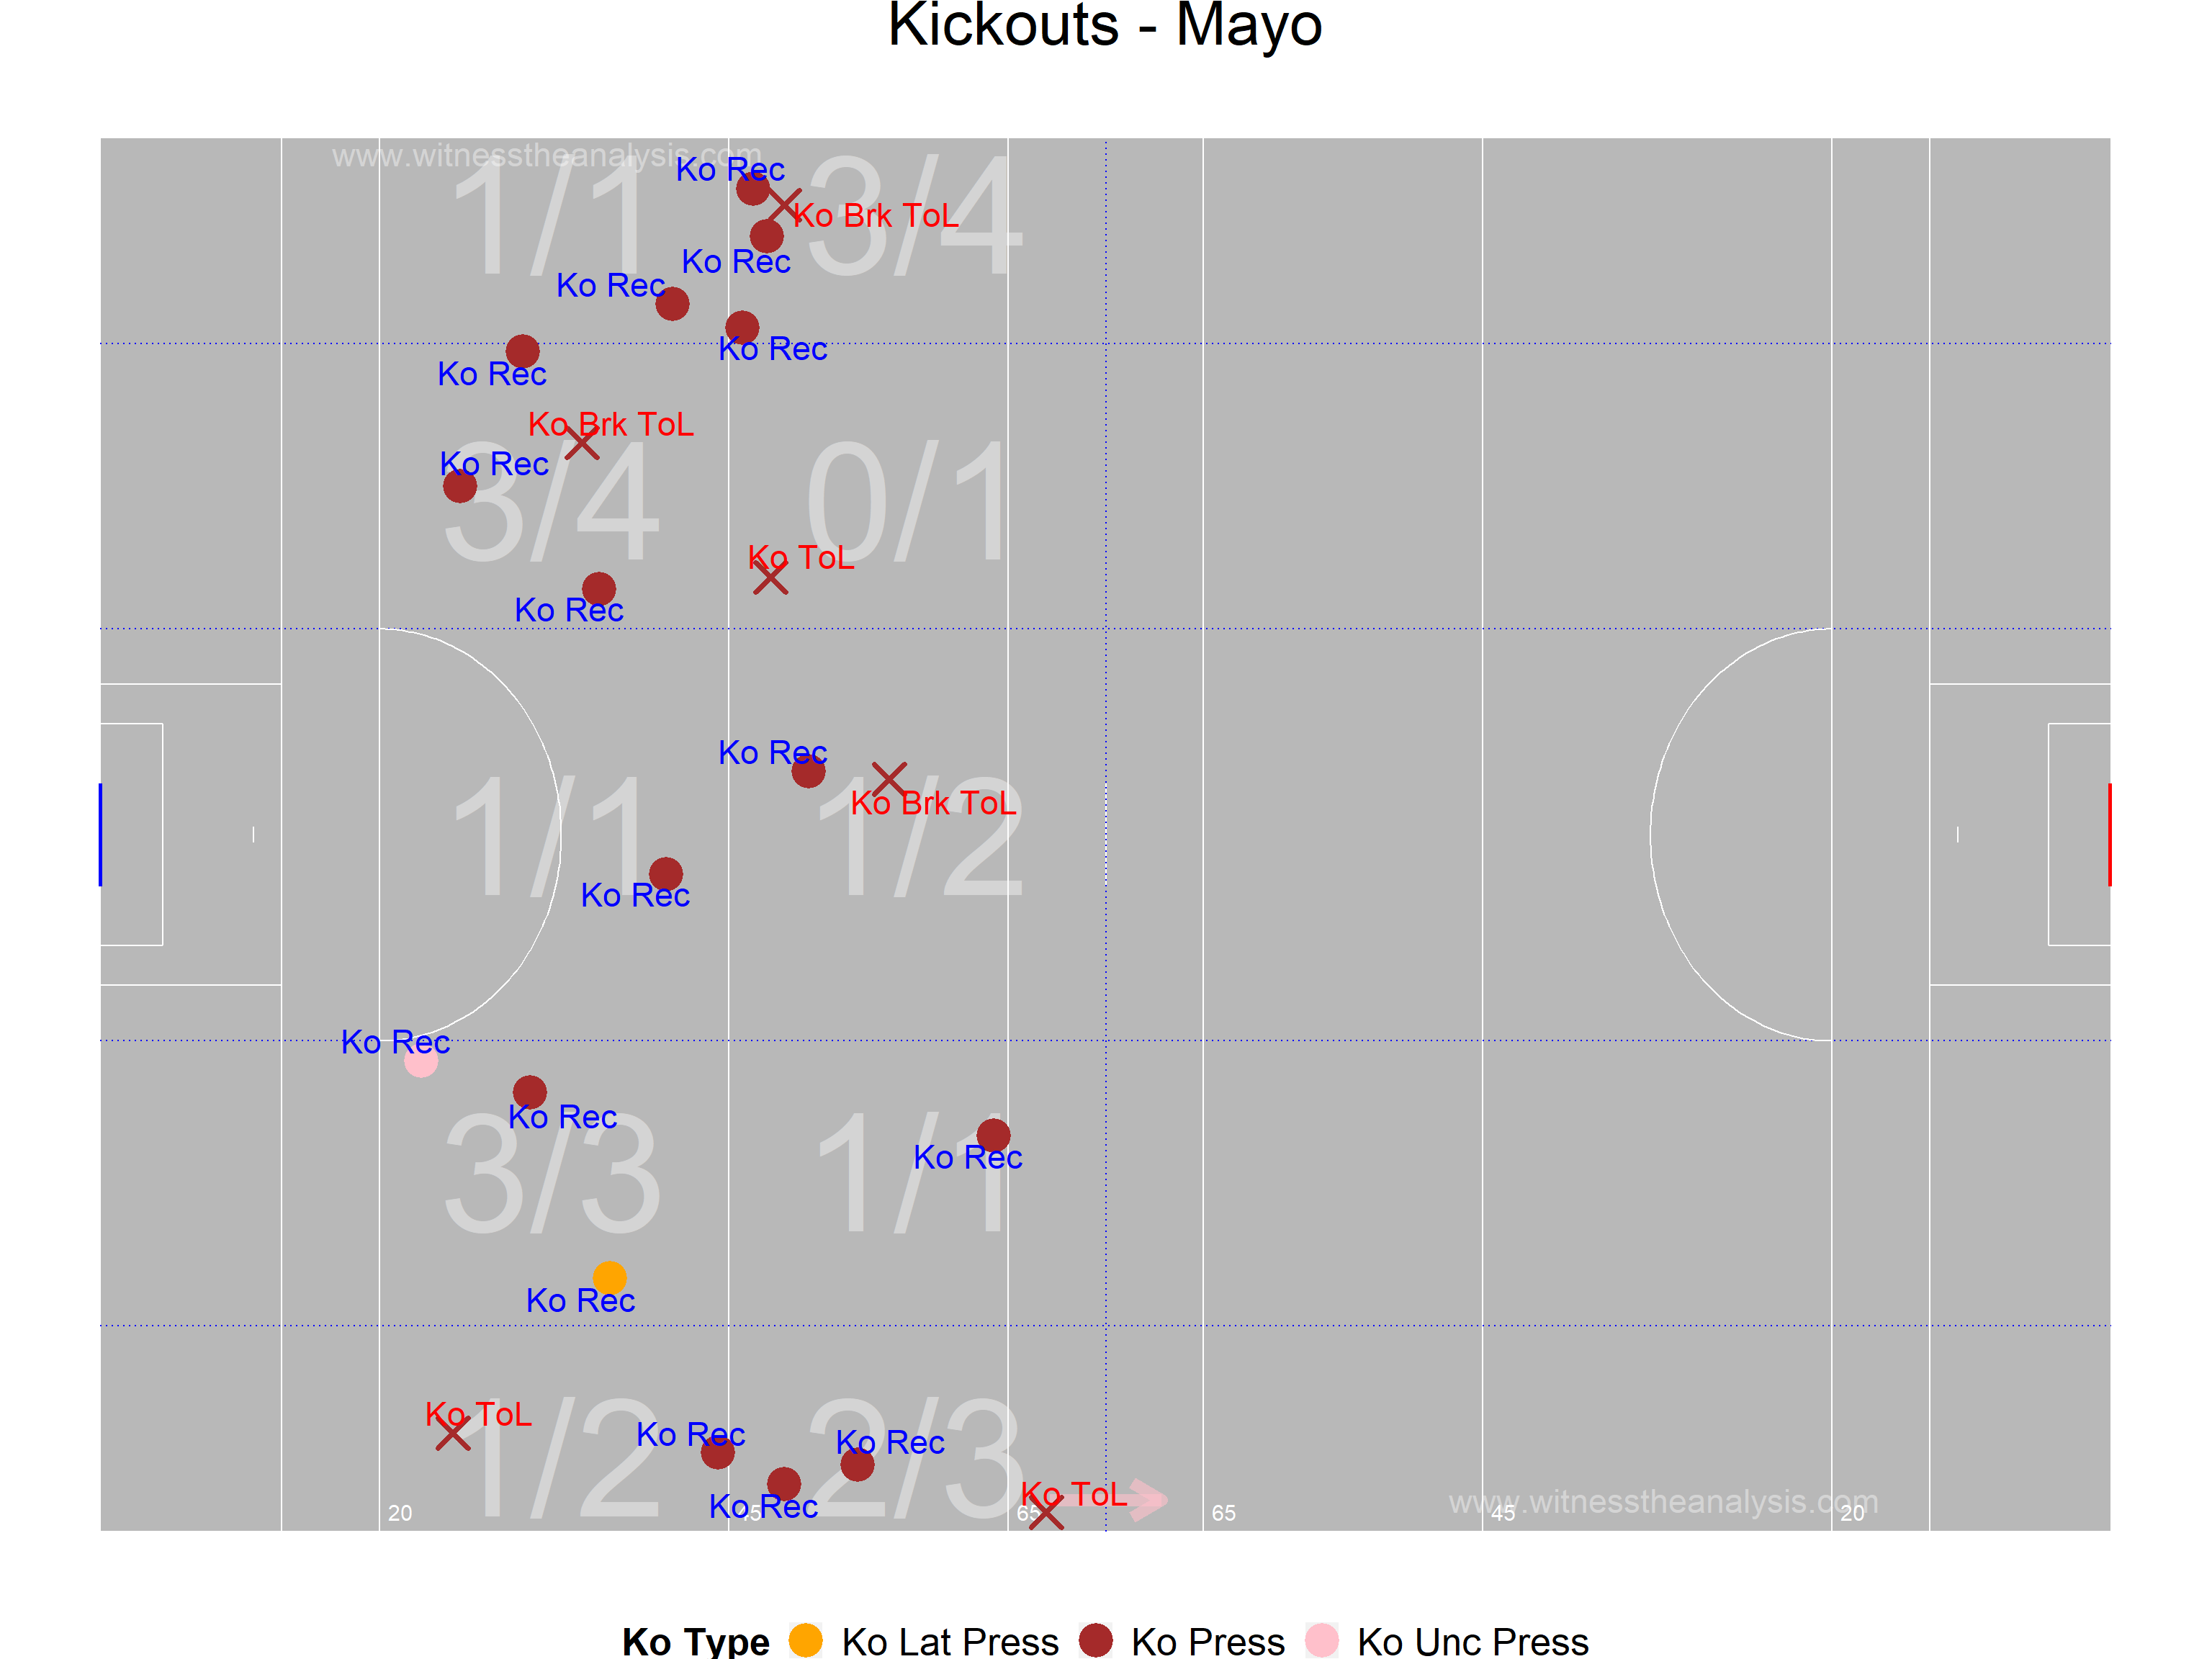 Kickouts - Mayo
www.witnesstheanalysis.com
1/1
3/4
Ko Rec
Ko Brk ToL
Ko Rec
Ko Rec
Ko Rec
Ko Rec
Ko Brk ToL
Ko Rec
3/4
0/1
Ko ToL
Ko Rec
Ko Rec
Ko Brk ToL
1/1
1/2
Ko Rec
Ko Rec
Ko Rec
Ko Rec
3/3
1/1
Ko Rec
Ko ToL
1/2
2/3
Ko Rec
Ko Rec
Ko Rec
Ko ToL
www.witnesstheanalysis.com
20
45
65
65
45
20
Ko Type
Ko Lat Press
Ko Press
Ko Unc Press